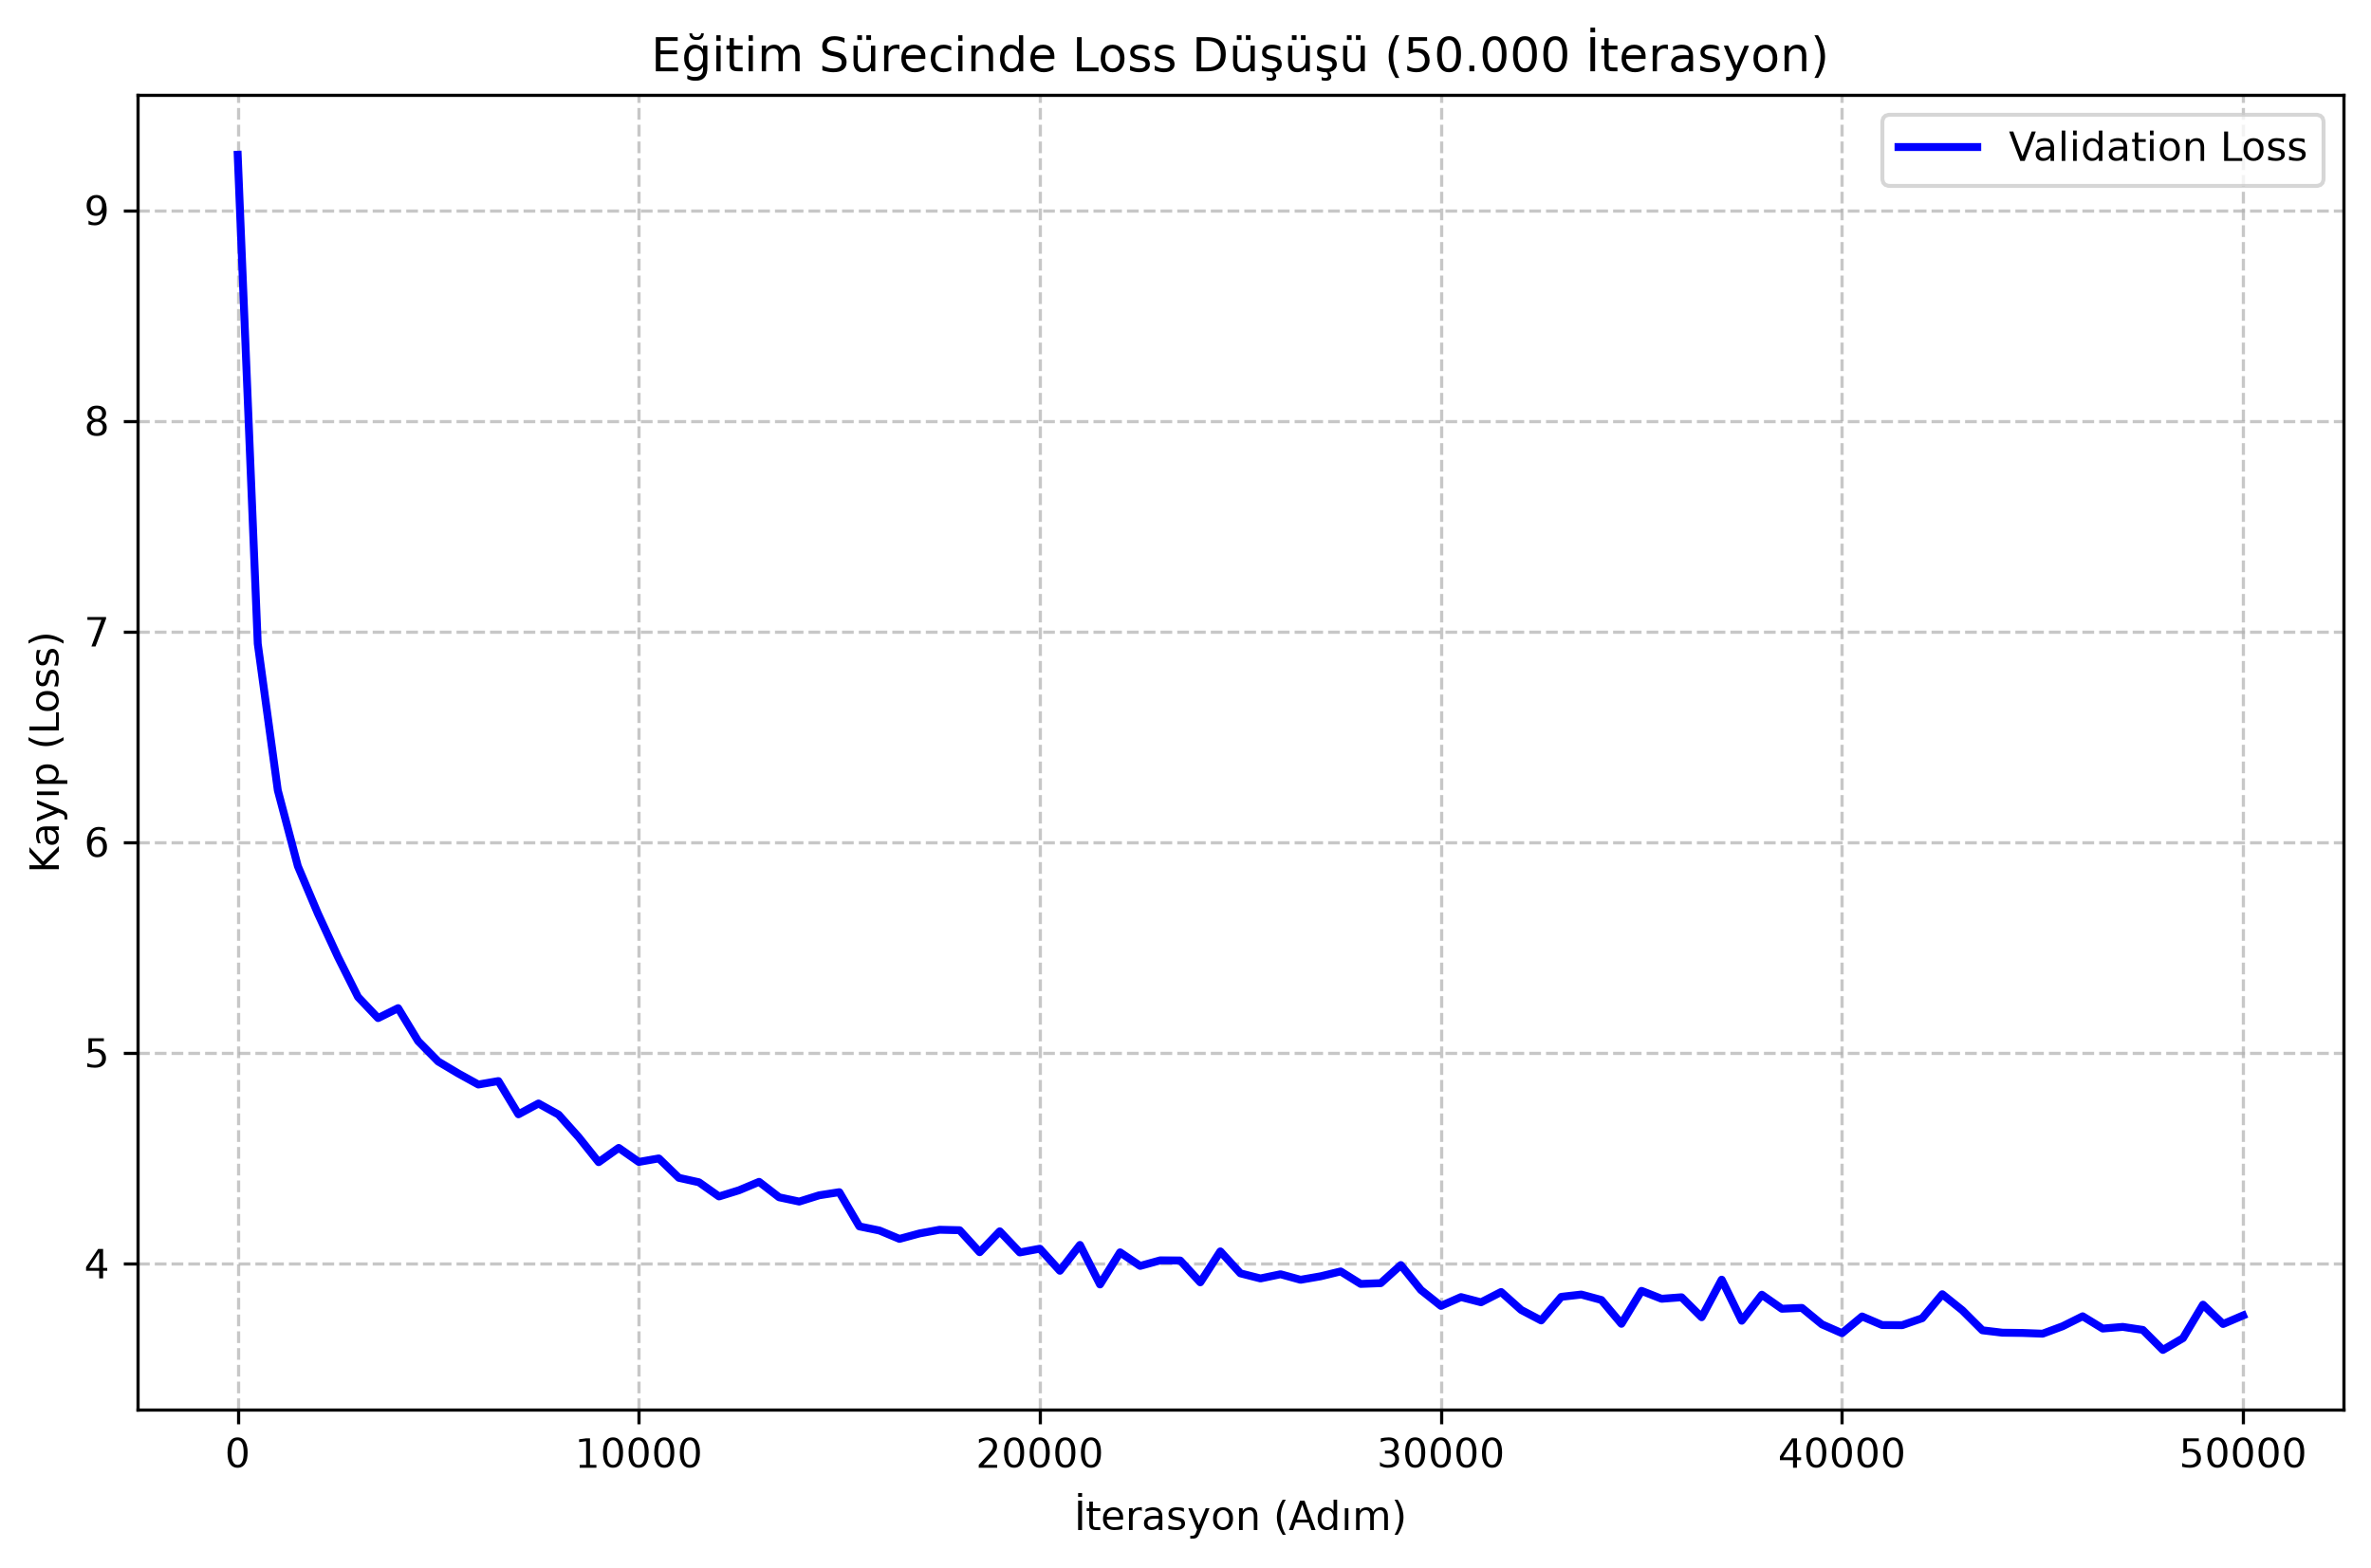 Eğitim Sürecinde Loss Düşüşü (50.000 İterasyon)
Validation Loss
9
8
7
6
5
4
Kayıp (Loss)
0 10000 20000 30000 40000 50000
İterasyon (Adım)